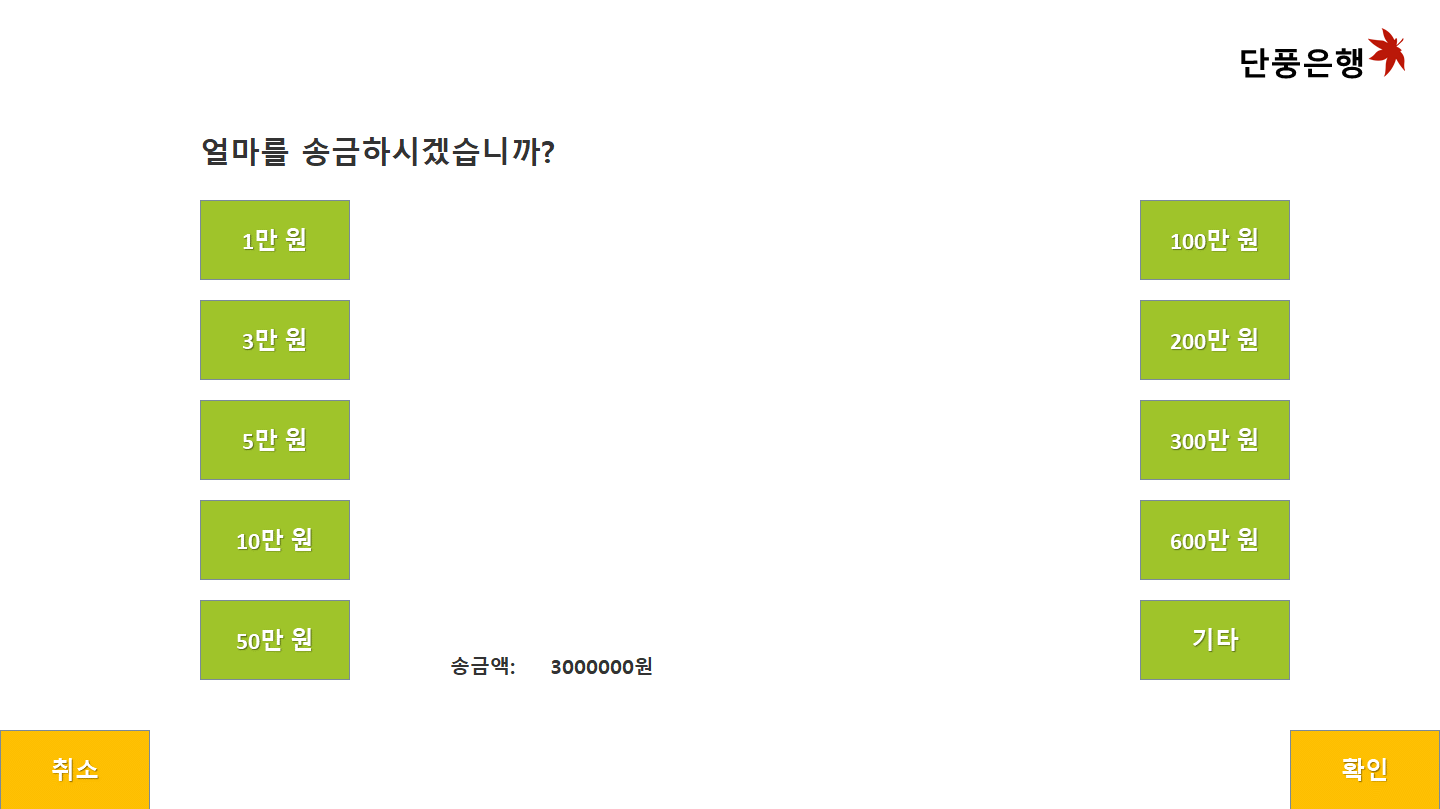 단풍은행
얼마를 송금하시겠습니까?
1만 원
100만 원
3만 원
200만 원
5만 원
300만 원
10만 원
600만 원
50만 원
기타
송금액: 3000000원
취소
확인